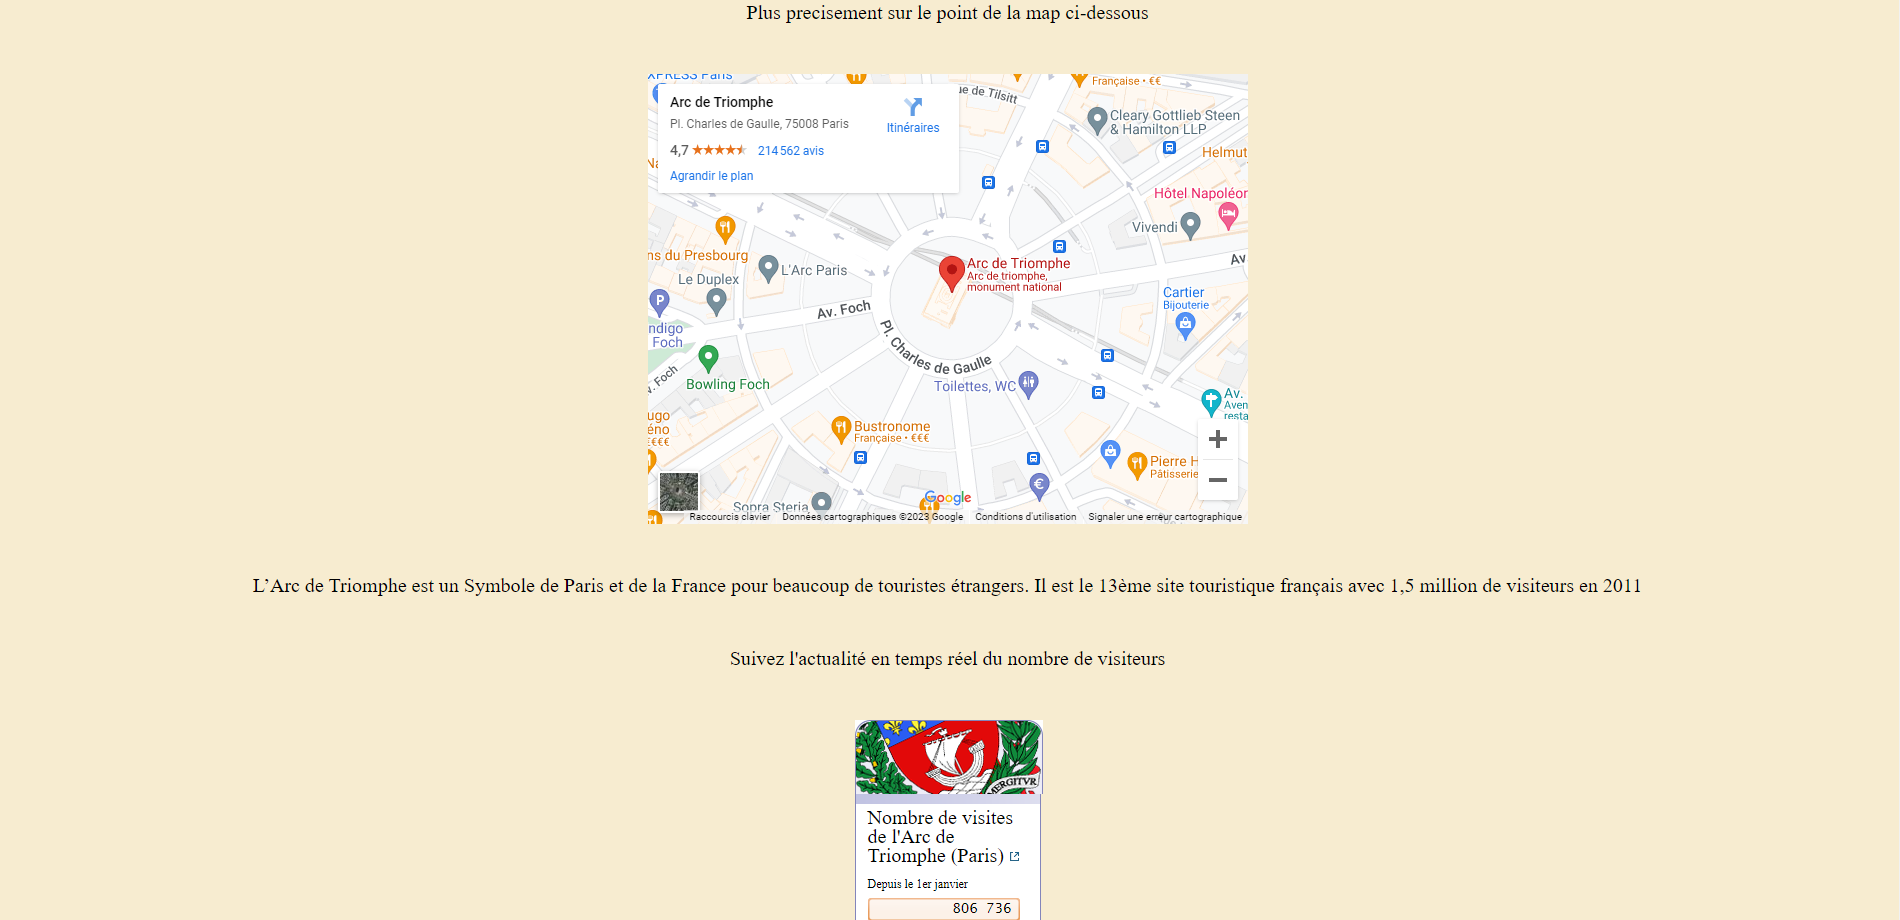 Plus precisement sur le point de la map ci-dessous
XPRESS Paris
Française • €€
ue de Tilsitt
Arc de Triomphe
Pl. Charles de Gaulle, 75008 Paris
Itinéraires
4,7
214 562 avis
Agrandir le plan
Cleary Gottlieb Steen
& Hamilton LLP
Helmut
Na
Hôtel Napoléon
Vivendi
ns du Presbourg
L'Arc Paris
Le Duplex
Arc de Triomphe
Arc de triomphe,
monument national
Av
Cartier
Bijouterie
P
Av. Foch
ndigo
Foch
Pl. Charles de Gaulle
Bowling Foch
v. Foch
Toilettes, WC
Av.
Aven
resta
ugo
éno
€€€€
Bustronome
Française • €€€
Pierre H
Pâtisserie
€
Sopra Steria
Google
Raccourcis clavier
Données cartographiques ©2023 Google
Conditions d'utilisation
Signaler une erreur cartographique
L’Arc de Triomphe est un Symbole de Paris et de la France pour beaucoup de touristes étrangers. Il est le 13ème site touristique français avec 1,5 million de visiteurs en 2011
Suivez l'actualité en temps réel du nombre de visiteurs
MERGITVR
Nombre de visites
de l'Arc de
Triomphe (Paris)
Depuis le 1er janvier
806 736